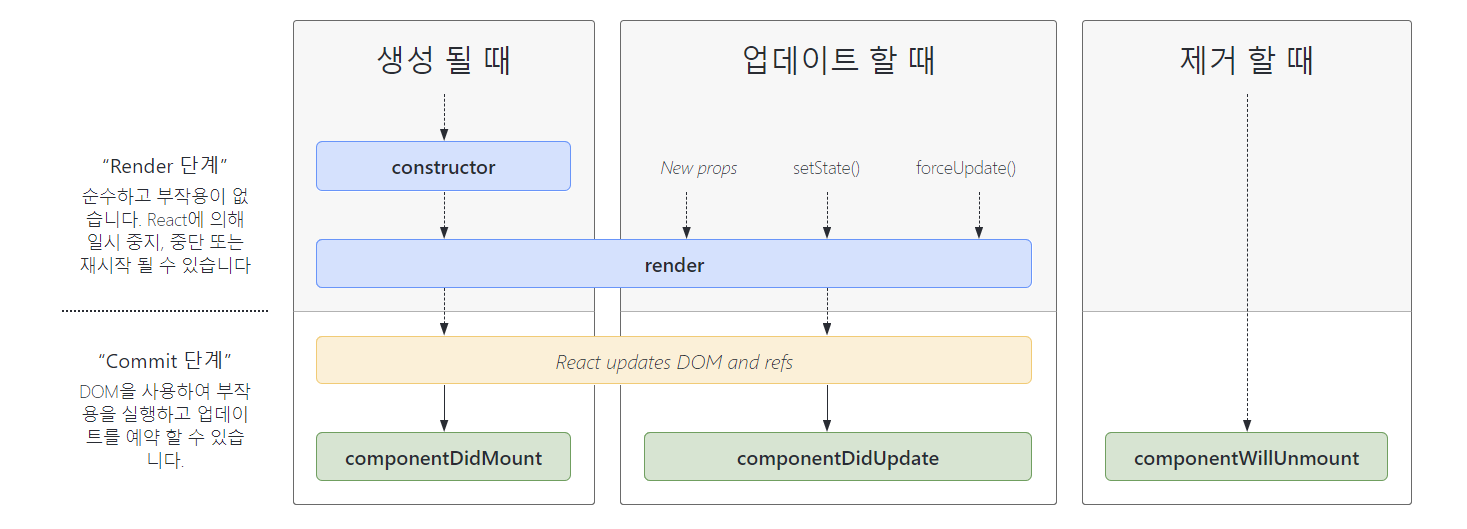 생성 될 때
업데이트 할 때
제거 할 때
“Render 단계”
순수하고 부작용이 없
습니다. React에 의해
일시 중지, 중단 또는
재시작 될 수 있습니다
constructor
New props
setState()
forceUpdate()
render
“Commit 단계”
DOM을 사용하여 부작
용을 실행하고 업데이
트를 예약 할 수 있습
니다.
React updates DOM and refs
componentDidMount
componentDidUpdate
componentWillUnmount